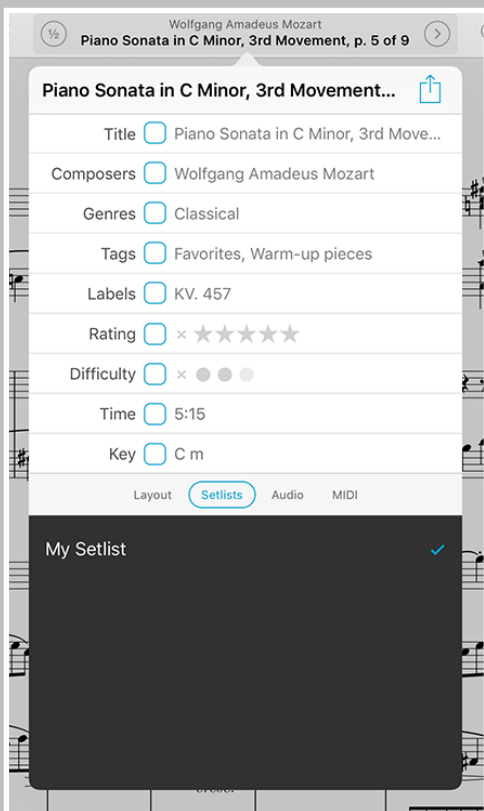 ½
Wolfgang Amadeus Mozart
Piano Sonata in C Minor, 3rd Movement, p. 5 of 9
Piano Sonata in C Minor, 3rd Movement...
Title Piano Sonata in C Minor, 3rd Move...
Composers Wolfgang Amadeus Mozart
Genres Classical
Tags Favorites, Warm-up pieces
Labels KV. 457
Rating × ★★★★★
Difficulty ×
Time 5:15
Key C m
Layout Setlists Audio MIDI
My Setlist
cresc.